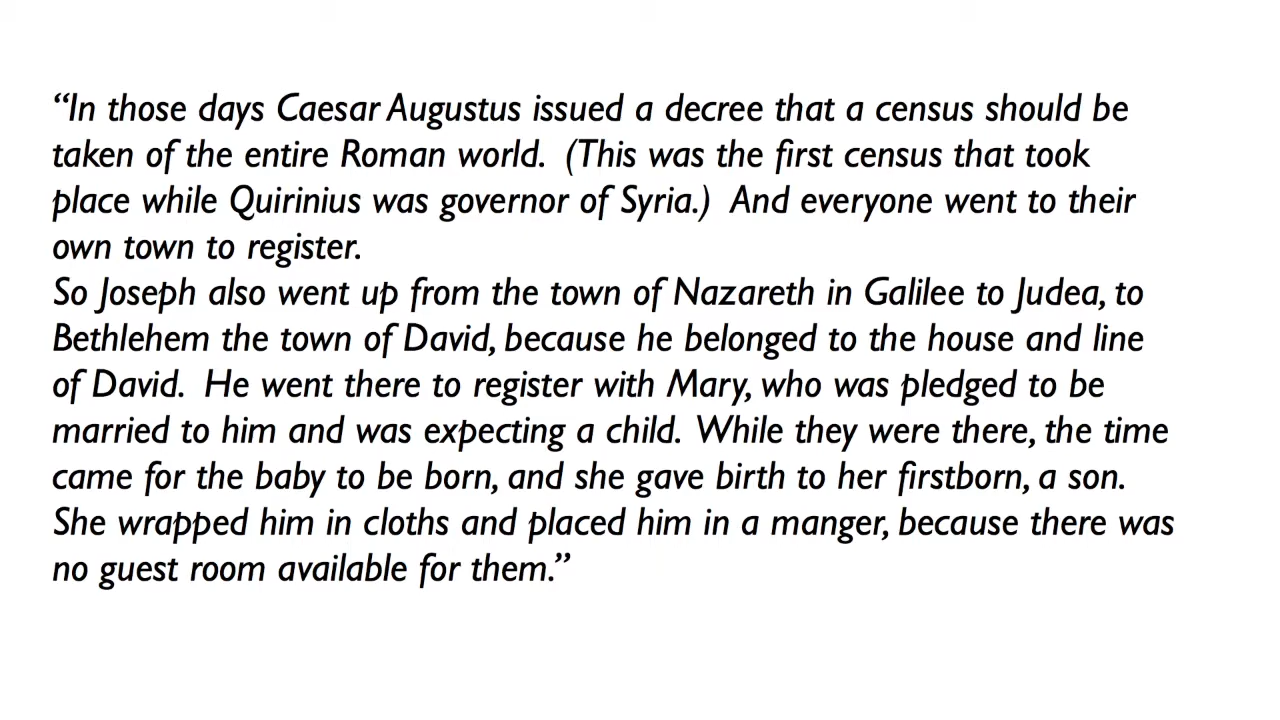 “In those days Caesar Augustus issued a decree that a census should be
taken of the entire Roman world.  (This was the first census that took
place while Quirinius was governor of Syria.)  And everyone went to their
own town to register.
So Joseph also went up from the town of Nazareth in Galilee to Judea, to
Bethlehem the town of David, because he belonged to the house and line
of David.  He went there to register with Mary, who was pledged to be
married to him and was expecting a child.  While they were there, the time
came for the baby to be born, and she gave birth to her firstborn, a son.
She wrapped him in cloths and placed him in a manger, because there was
no guest room available for them.”